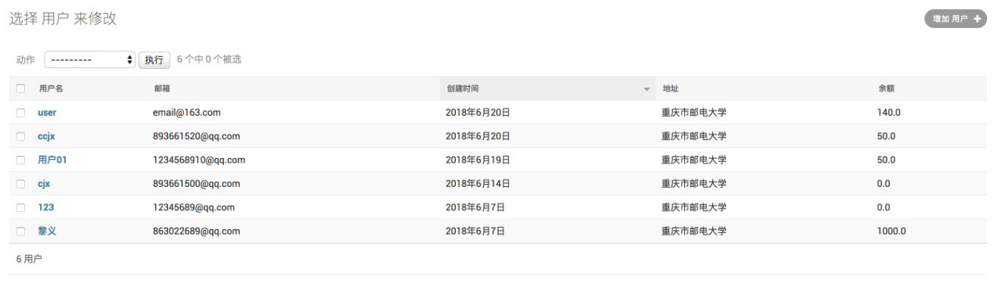 选择 用户 来修改
增加 用户 +
动作 --------- 执行 6 个中 0 个被选
用户名 邮箱 创建时间 地址 余额
user email@163.com 2018年6月20日 重庆市邮电大学 140.0
ccjx 893661520@qq.com 2018年6月20日 重庆市邮电大学 50.0
用户01 1234568910@qq.com 2018年6月19日 重庆市邮电大学 50.0
cjx 893661500@qq.com 2018年6月14日 重庆市邮电大学 0.0
123 12345689@qq.com 2018年6月7日 重庆市邮电大学 0.0
黎义 863022689@qq.com 2018年6月7日 重庆市邮电大学 1000.0
6 用户